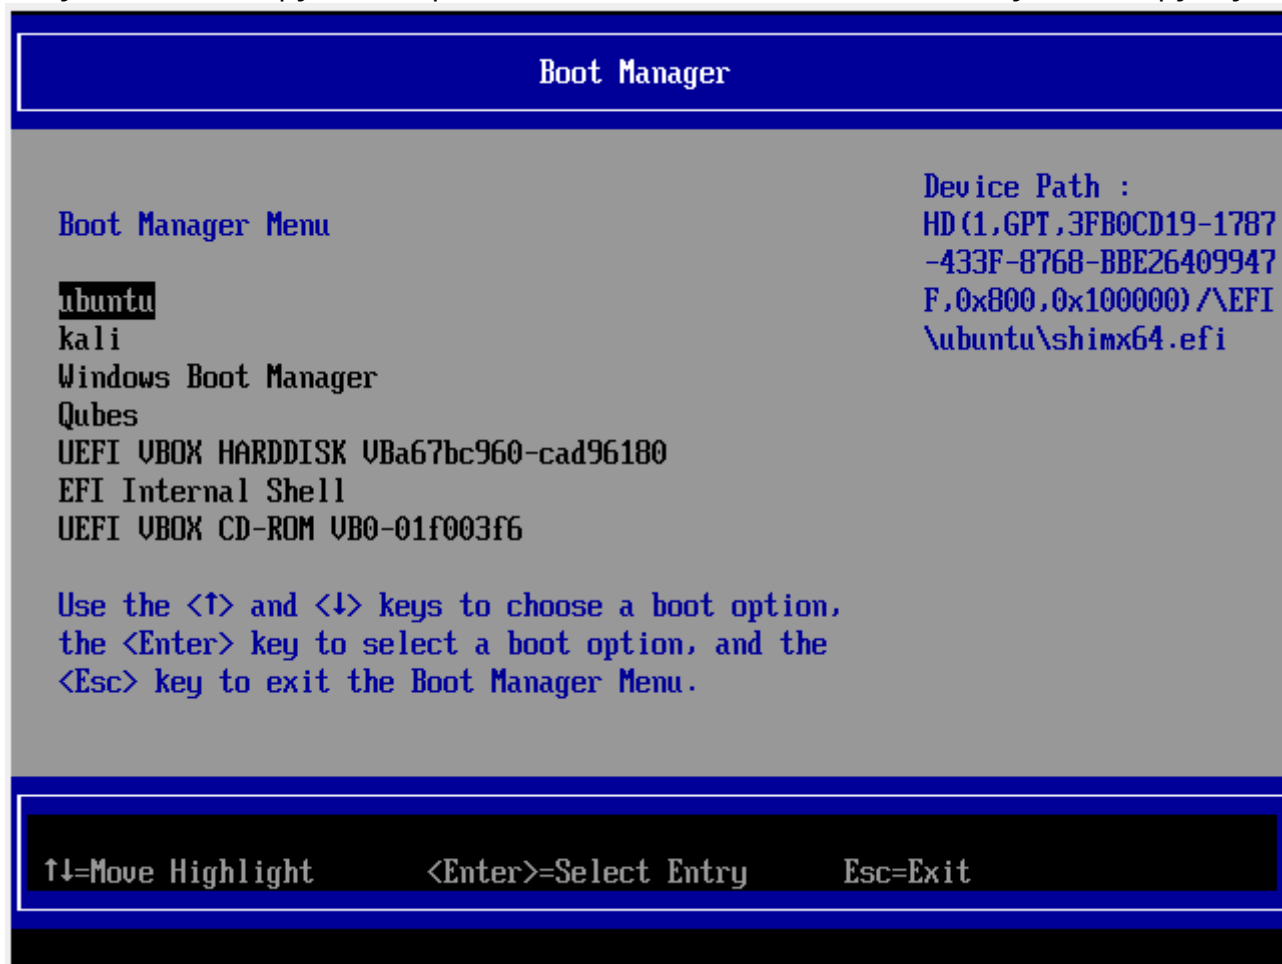 Boot Manager
Boot Manager Menu
ubuntu
kali
Windows Boot Manager
Qubes
UEFI VBOX HARDDISK VBa67bc960-cad96180
EFI Internal Shell
UEFI VBOX CD-ROM VB0-01f003f6
Use the <↑> and <↓> keys to choose a boot option,
the <Enter> key to select a boot option, and the
<Esc> key to exit the Boot Manager Menu.
Device Path :
HD(1,GPT,3FB0CD19-1787
-433F-8768-BBE26409947
F,0x800,0x100000)/\EFI
\ubuntu\shimx64.efi
↑↓=Move Highlight <Enter>=Select Entry Esc=Exit